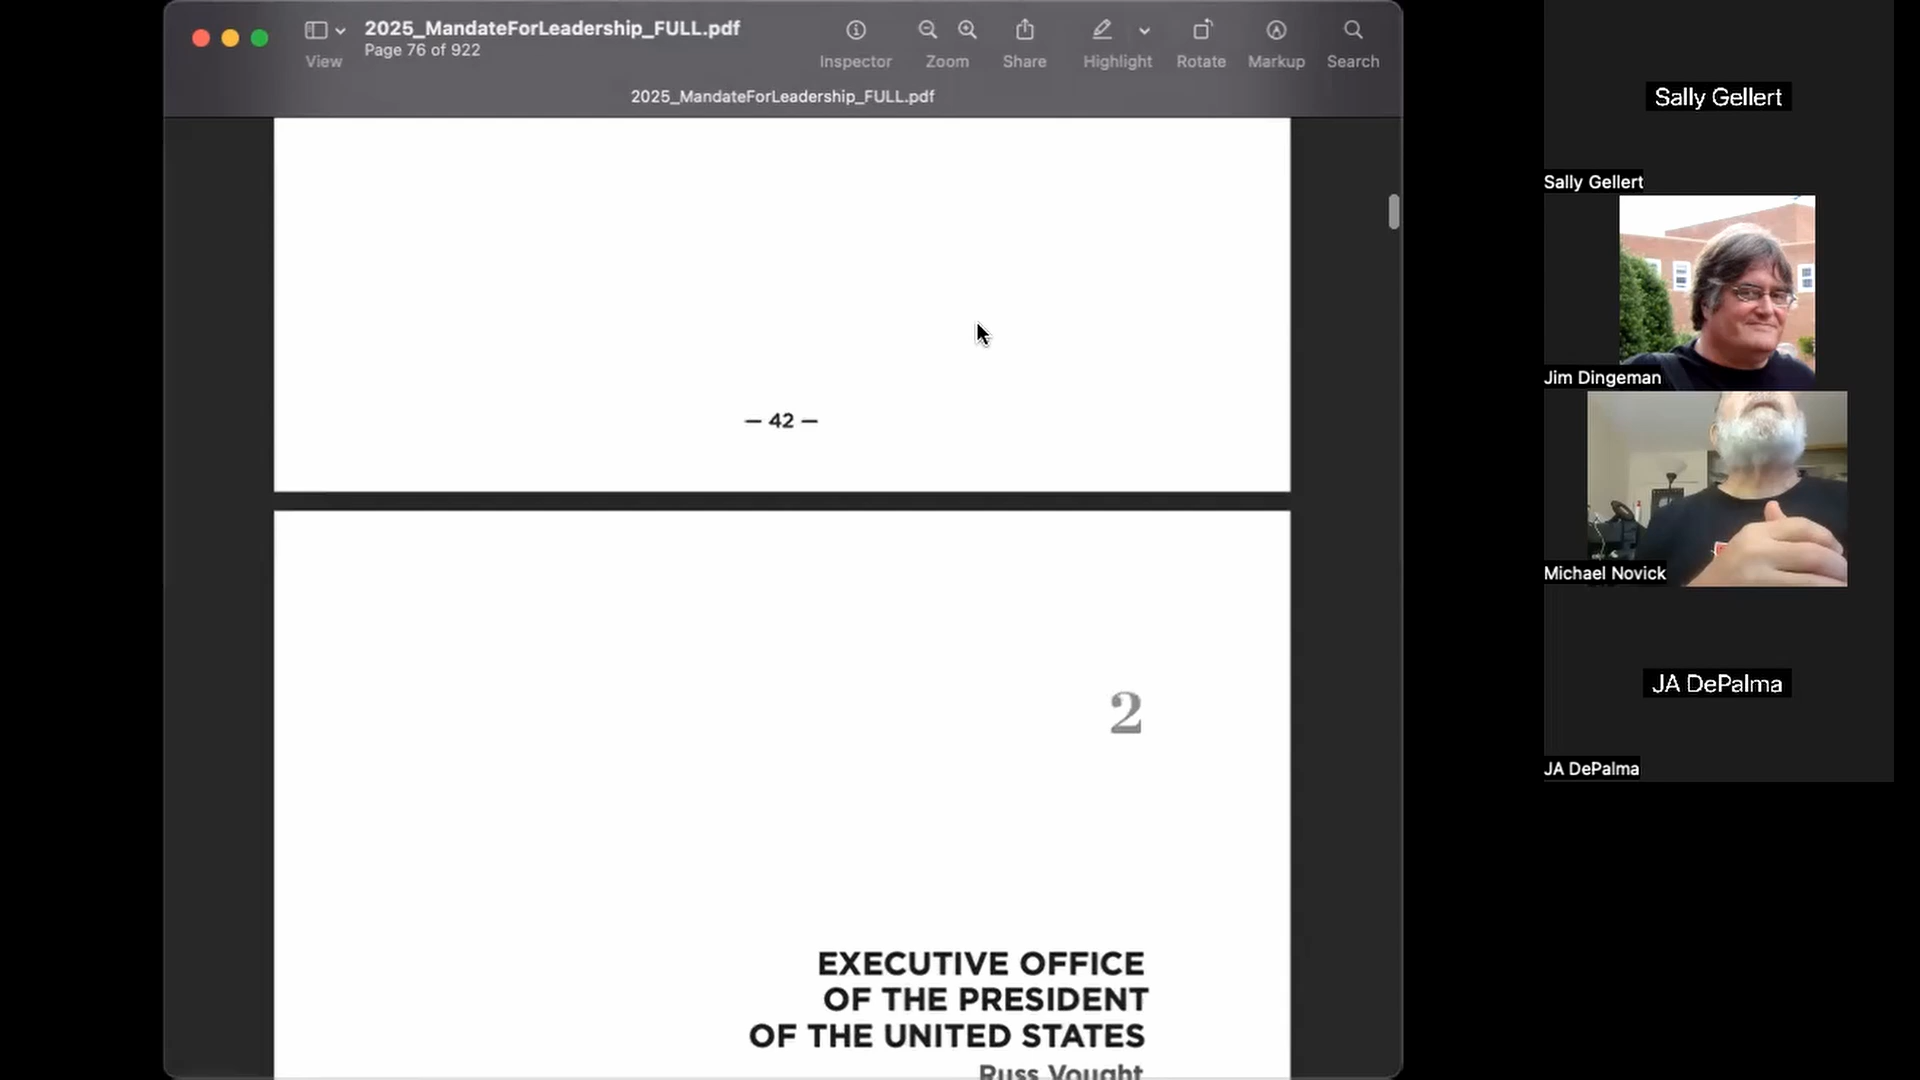 2025_MandateForLeadership_FULL.pdf
Page 76 of 922
View
Inspector
Zoom
Share
Highlight
Rotate
Markup
Search
2025_MandateForLeadership_FULL.pdf
— 42 —
2
EXECUTIVE OFFICE
OF THE PRESIDENT
OF THE UNITED STATES
Russ Vought
Sally Gellert
Sally Gellert
Jim Dingeman
Michael Novick
JA DePalma
JA DePalma